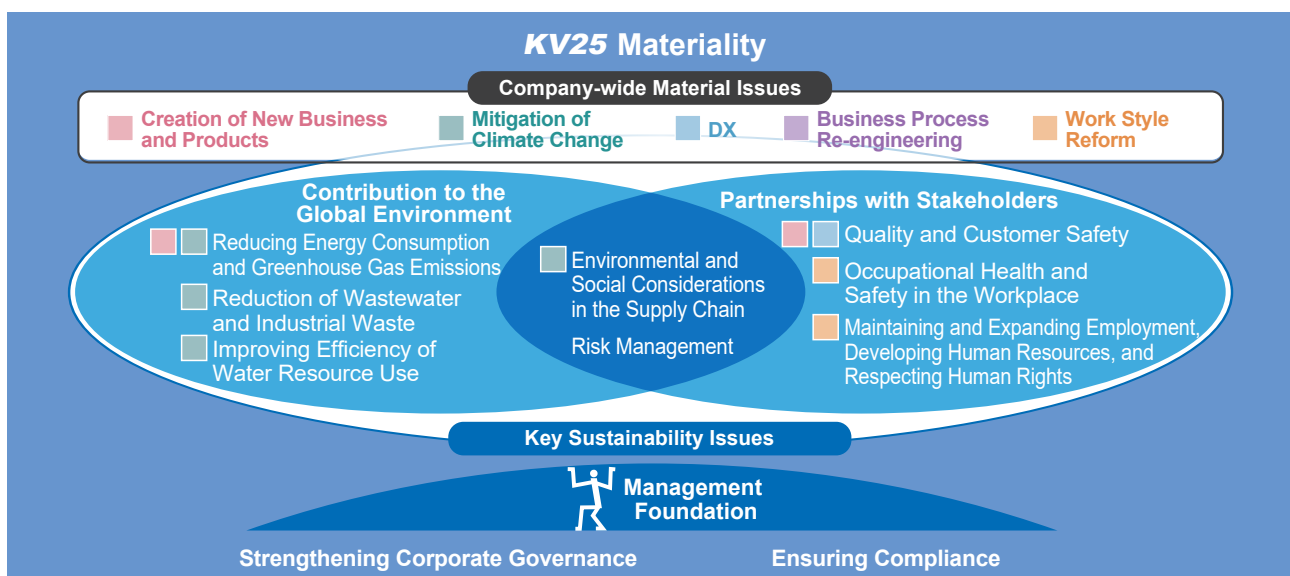 KV25 Materiality
Company-wide Material Issues
Creation of New Business
and Products
Mitigation of
Climate Change
DX
Business Process
Re-engineering
Work Style
Reform
Contribution to the
Global Environment
Reducing Energy Consumption
and Greenhouse Gas Emissions
Reduction of Wastewater
and Industrial Waste
Improving Efficiency of
Water Resource Use
Environmental and
Social Considerations
in the Supply Chain
Risk Management
Partnerships with Stakeholders
Quality and Customer Safety
Occupational Health and
Safety in the Workplace
Maintaining and Expanding Employment,
Developing Human Resources, and
Respecting Human Rights
Key Sustainability Issues
Management
Foundation
Strengthening Corporate Governance
Ensuring Compliance